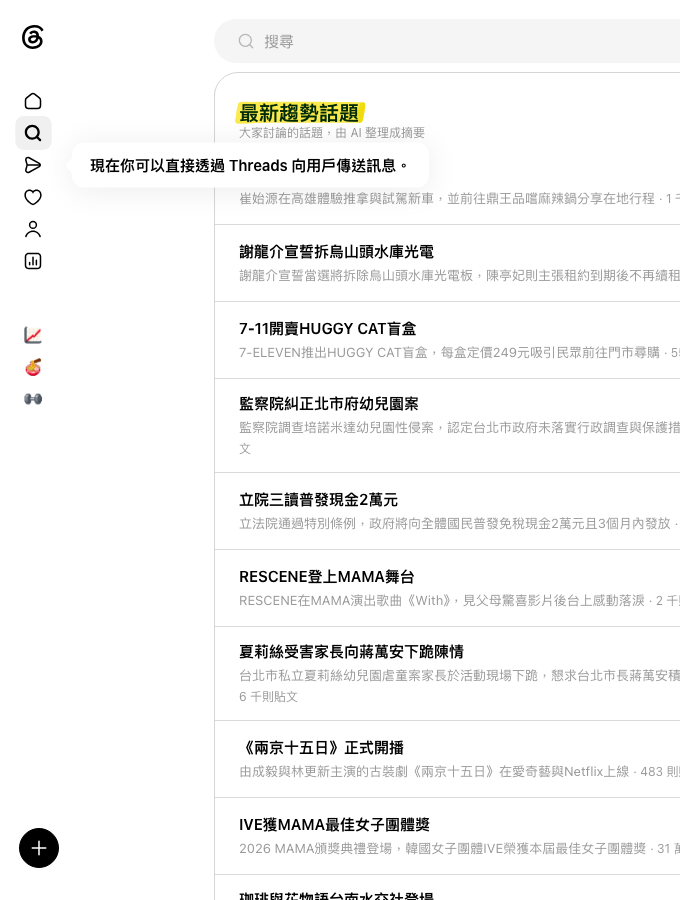 搜尋
最新趨勢話題
大家討論的話題，由 AI 整理成摘要
現在你可以直接透過 Threads 向用戶傳送訊息。
崔始源在高雄體驗推拿與試駕新車，並前往鼎王品嚐麻辣鍋分享在地行程 · 1
謝龍介宣誓拆烏山頭水庫光電
謝龍介宣誓當選將拆除烏山頭水庫光電板，陳亭妃則主張租約到期後不再續租
7-11開賣HUGGY CAT盲盒
7-ELEVEN推出HUGGY CAT盲盒，每盒定價249元吸引民眾前往門市尋購 ·
監察院糾正北市府幼兒園案
監察院調查培諾米達幼兒園性侵案，認定台北市政府未落實行政調查與保護措
文
立院三讀普發現金2萬元
立法院通過特別條例，政府將向全體國民普發免稅現金2萬元且3個月內發放 ·
RESCENE登上MAMA舞台
RESCENE在MAMA演出歌曲《With》，見父母驚喜影片後台上感動落淚 · 2 千
夏莉絲受害家長向蔣萬安下跪陳情
台北市私立夏莉絲幼兒園虐童案家長於活動現場下跪，懇求台北市長蔣萬安積
6 千則貼文
《兩京十五日》正式開播
由成毅與林更新主演的古裝劇《兩京十五日》在愛奇藝與Netflix上線 · 483 則
IVE獲MAMA最佳女子團體獎
2026 MAMA頒獎典禮登場，韓國女子團體IVE榮獲本屆最佳女子團體獎 · 31 萬
珈琲與花物語台南水交社登場